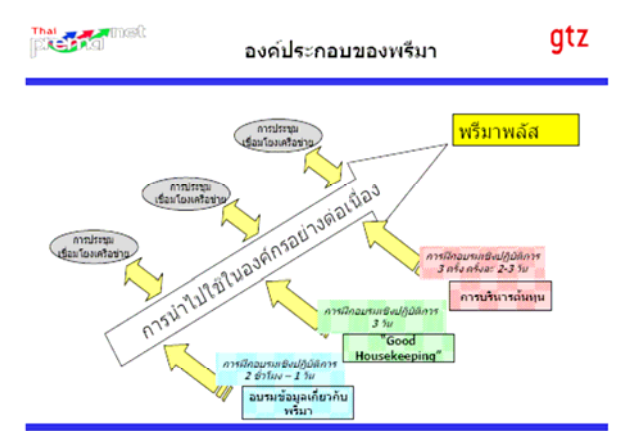 Thai
prema net
gtz
องค์ประกอบของพรีมา
พรีมาพลัส
การประชุม
เชื่อมโยงเครือข่าย
การประชุม
เชื่อมโยงเครือข่าย
การประชุม
เชื่อมโยงเครือข่าย
การนำไปใช้ในองค์กรอย่างต่อเนื่อง
การฝึกอบรมเชิงปฏิบัติการ
3 ครั้ง ครั้งละ 2-3 วัน
การบริหารต้นทุน
การฝึกอบรมเชิงปฏิบัติการ
3 วัน
"Good
Housekeeping"
การฝึกอบรมเชิงปฏิบัติการ
2 ชั่วโมง – 1 วัน
อบรมข้อมูลเกี่ยวกับ
พรีมา